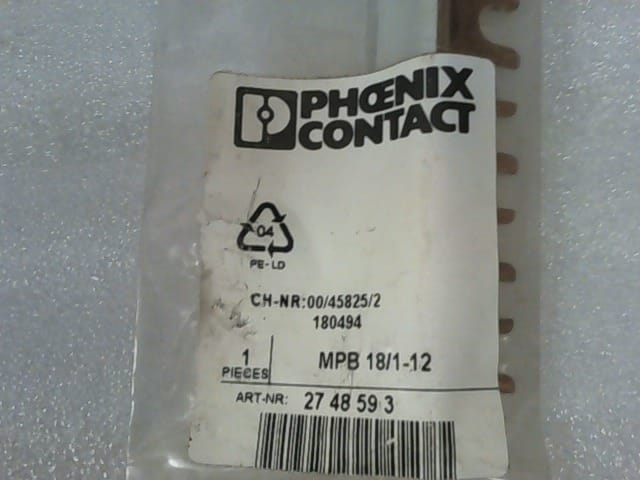 PHŒNIX
CONTACT
04
PE-LD
CH-NR:00/45825/2
180494
1
PIECES
MPB 18/1-12
ART-NR: 27 48 59 3